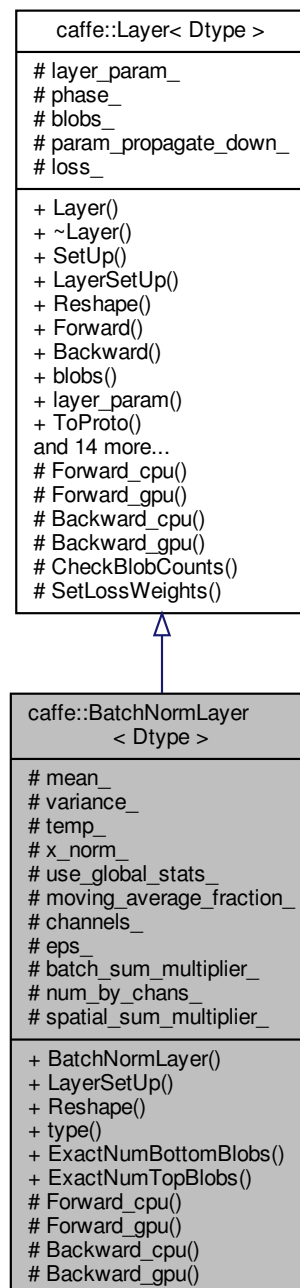 caffe::Layer< Dtype >
# layer_param_
# phase_
# blobs_
# param_propagate_down_
# loss_
+ Layer()
+ ~Layer()
+ SetUp()
+ LayerSetUp()
+ Reshape()
+ Forward()
+ Backward()
+ blobs()
+ layer_param()
+ ToProto()
and 14 more...
# Forward_cpu()
# Forward_gpu()
# Backward_cpu()
# Backward_gpu()
# CheckBlobCounts()
# SetLossWeights()
caffe::BatchNormLayer
< Dtype >
# mean_
# variance_
# temp_
# x_norm_
# use_global_stats_
# moving_average_fraction_
# channels_
# eps_
# batch_sum_multiplier_
# num_by_chans_
# spatial_sum_multiplier_
+ BatchNormLayer()
+ LayerSetUp()
+ Reshape()
+ type()
+ ExactNumBottomBlobs()
+ ExactNumTopBlobs()
# Forward_cpu()
# Forward_gpu()
# Backward_cpu()
# Backward_gpu()